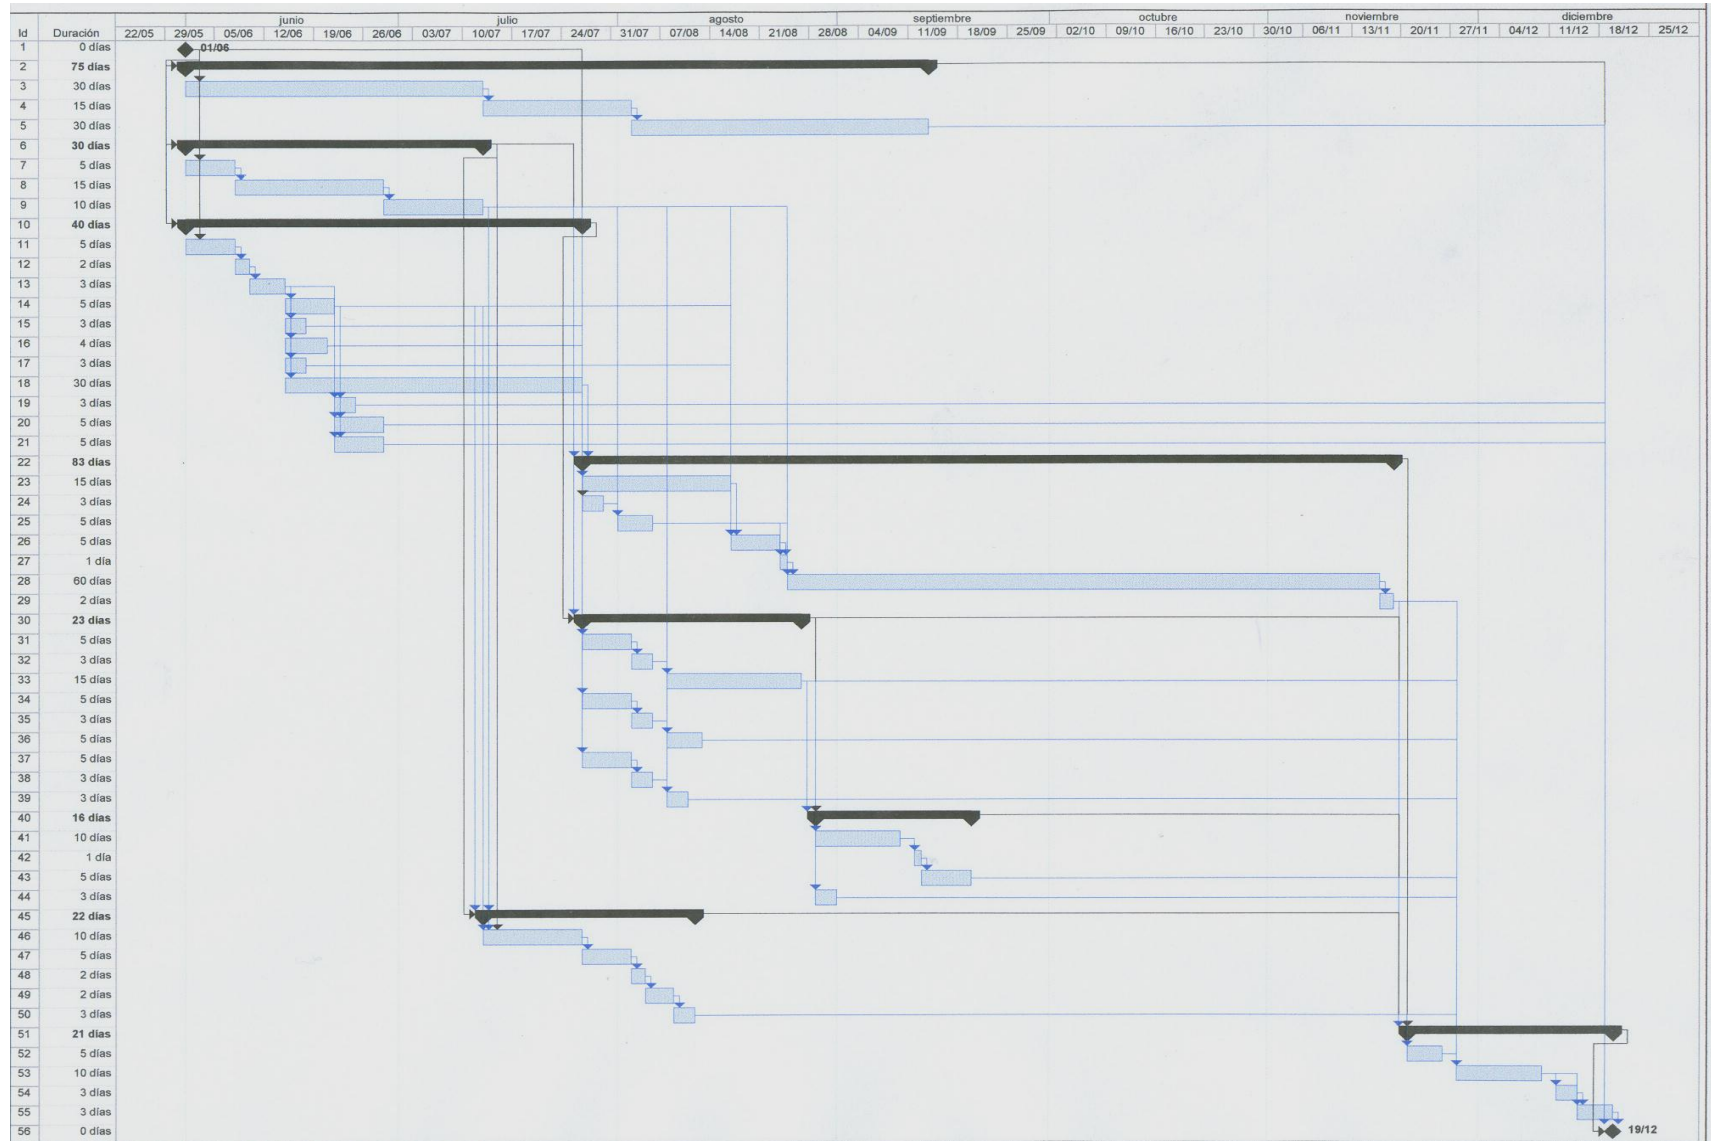 junio julio agosto septiembre octubre noviembre diciembre
Id Duración 22/05 29/05 05/06 12/06 19/06 26/06 03/07 10/07 17/07 24/07 31/07 07/08 14/08 21/08 28/08 04/09 11/09 18/09 25/09 02/10 09/10 16/10 23/10 30/10 06/11 13/11 20/11 27/11 04/12 11/12 18/12 25/12
1 0 días 01/06
2 75 días
3 30 días
4 15 días
5 30 días
6 30 días
7 5 días
8 15 días
9 10 días
10 40 días
11 5 días
12 2 días
13 3 días
14 5 días
15 3 días
16 4 días
17 3 días
18 30 días
19 3 días
20 5 días
21 5 días
22 83 días
23 15 días
24 3 días
25 5 días
26 5 días
27 1 día
28 60 días
29 2 días
30 23 días
31 5 días
32 3 días
33 15 días
34 5 días
35 3 días
36 5 días
37 5 días
38 3 días
39 3 días
40 16 días
41 10 días
42 1 día
43 5 días
44 3 días
45 22 días
46 10 días
47 5 días
48 2 días
49 2 días
50 3 días
51 21 días
52 5 días
53 10 días
54 3 días
55 3 días
56 0 días 19/12